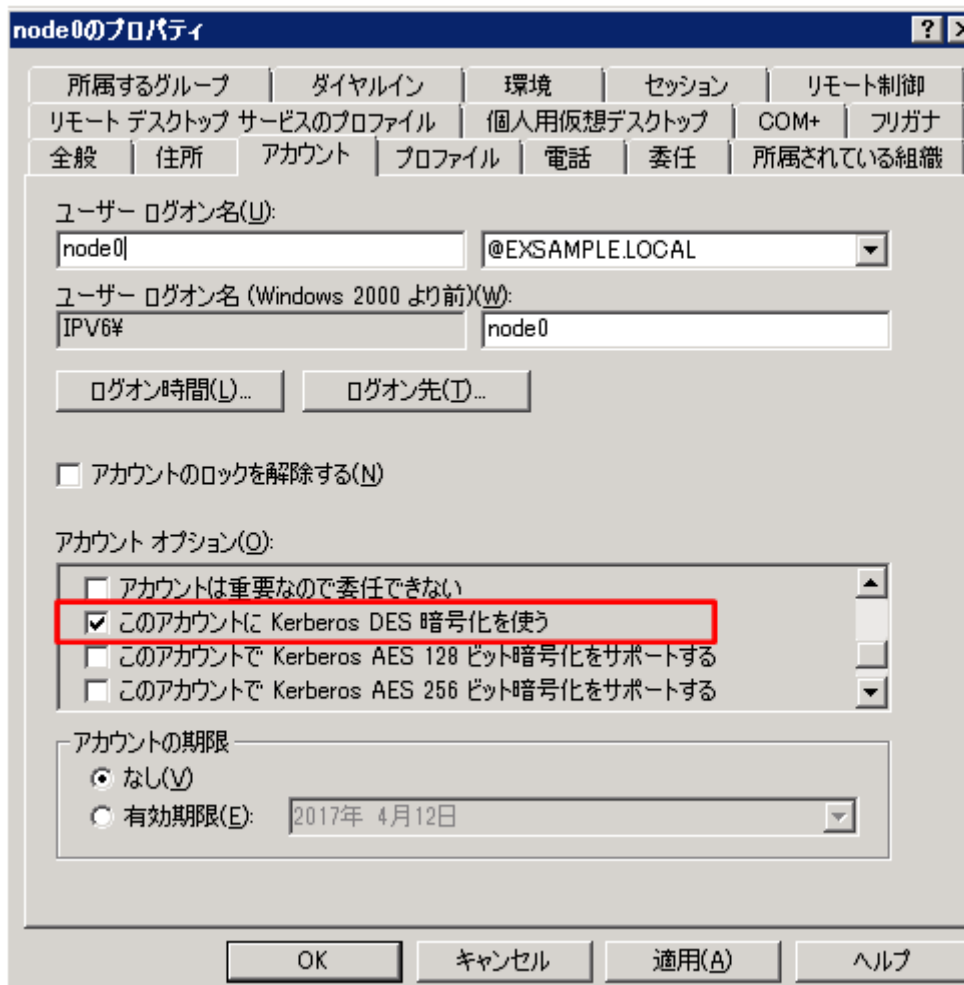 node0のプロパティ
所属するグループ ダイヤルイン 環境 セッション リモート制御
リモート デスクトップ サービスのプロファイル 個人用仮想デスクトップ COM+ フリガナ
全般 住所 アカウント プロファイル 電話 委任 所属されている組織
ユーザー ログオン名(U):
node0 @EXSAMPLE.LOCAL
ユーザー ログオン名 (Windows 2000 より前)(W):
IPV6¥ node0
ログオン時間(L)... ログオン先(T)...
アカウントのロックを解除する(N)
アカウント オプション(O):
アカウントは重要なので委任できない
このアカウントに Kerberos DES 暗号化を使う
このアカウントで Kerberos AES 128 ビット暗号化をサポートする
このアカウントで Kerberos AES 256 ビット暗号化をサポートする
アカウントの期限
なし(V)
有効期限(E): 2017年 4月12日
OK キャンセル 適用(A) ヘルプ